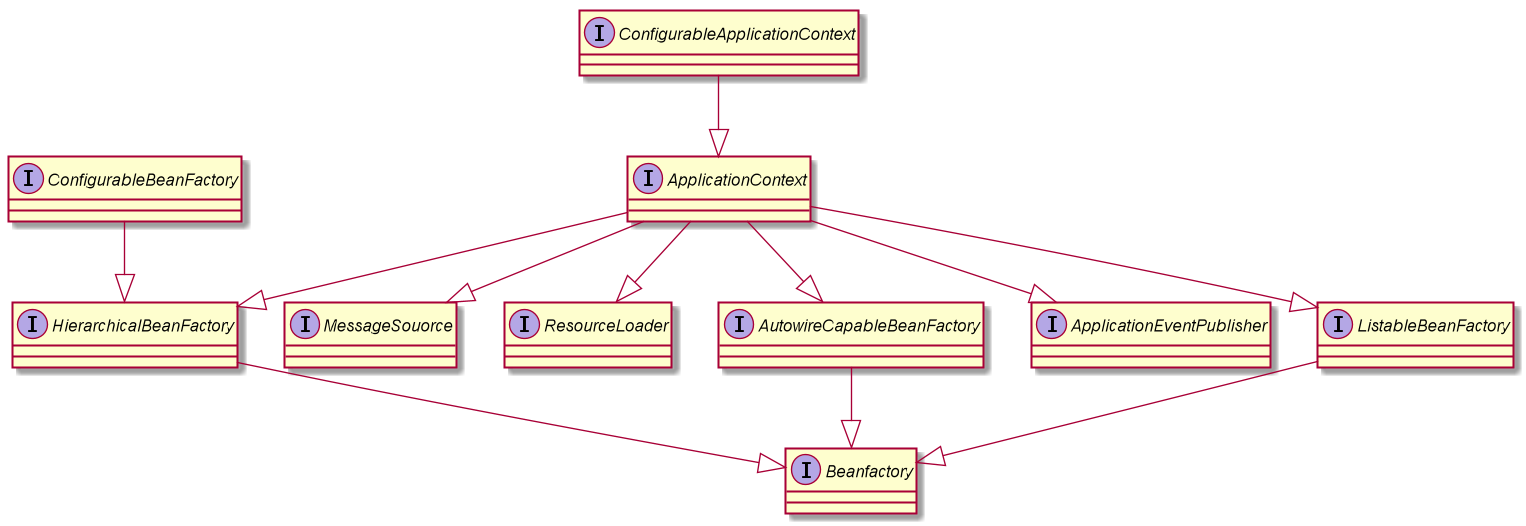 I ConfigurableApplicationContext
I ConfigurableBeanFactory
I ApplicationContext
I HierarchicalBeanFactory
I MessageSouorce
I ResourceLoader
I AutowireCapableBeanFactory
I ApplicationEventPublisher
I ListableBeanFactory
I Beanfactory